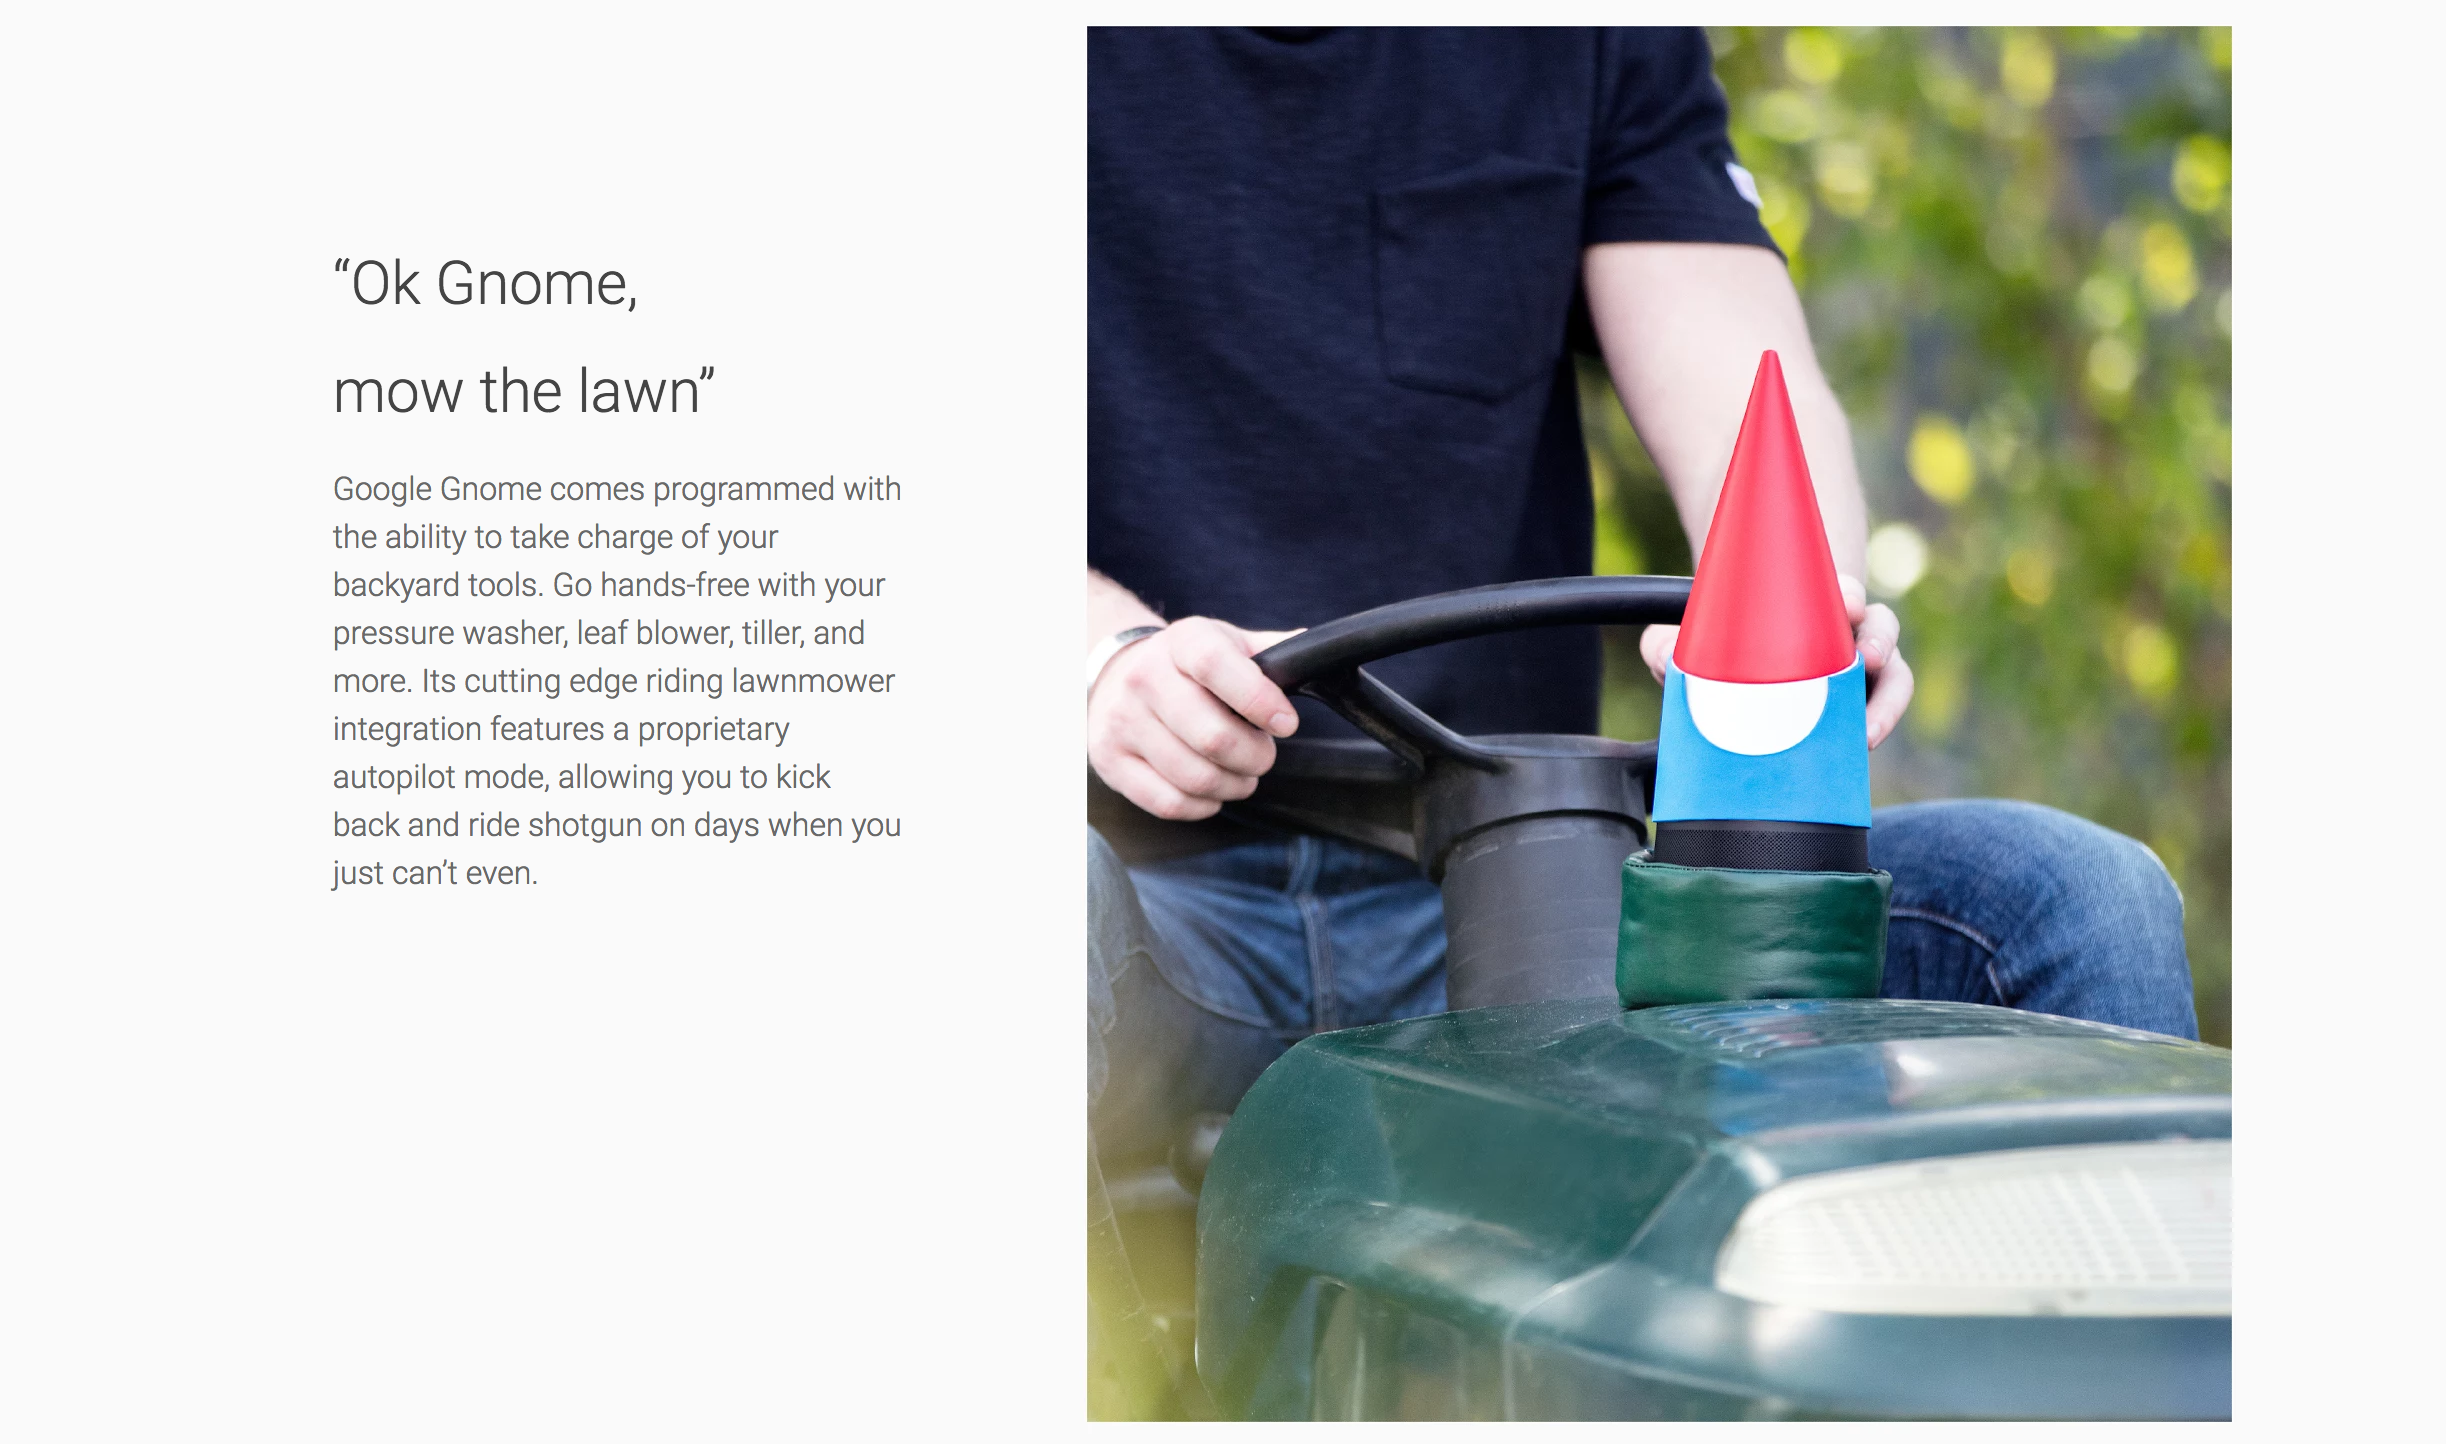 “Ok Gnome,
mow the lawn”
Google Gnome comes programmed with
the ability to take charge of your
backyard tools. Go hands-free with your
pressure washer, leaf blower, tiller, and
more. Its cutting edge riding lawnmower
integration features a proprietary
autopilot mode, allowing you to kick
back and ride shotgun on days when you
just can’t even.